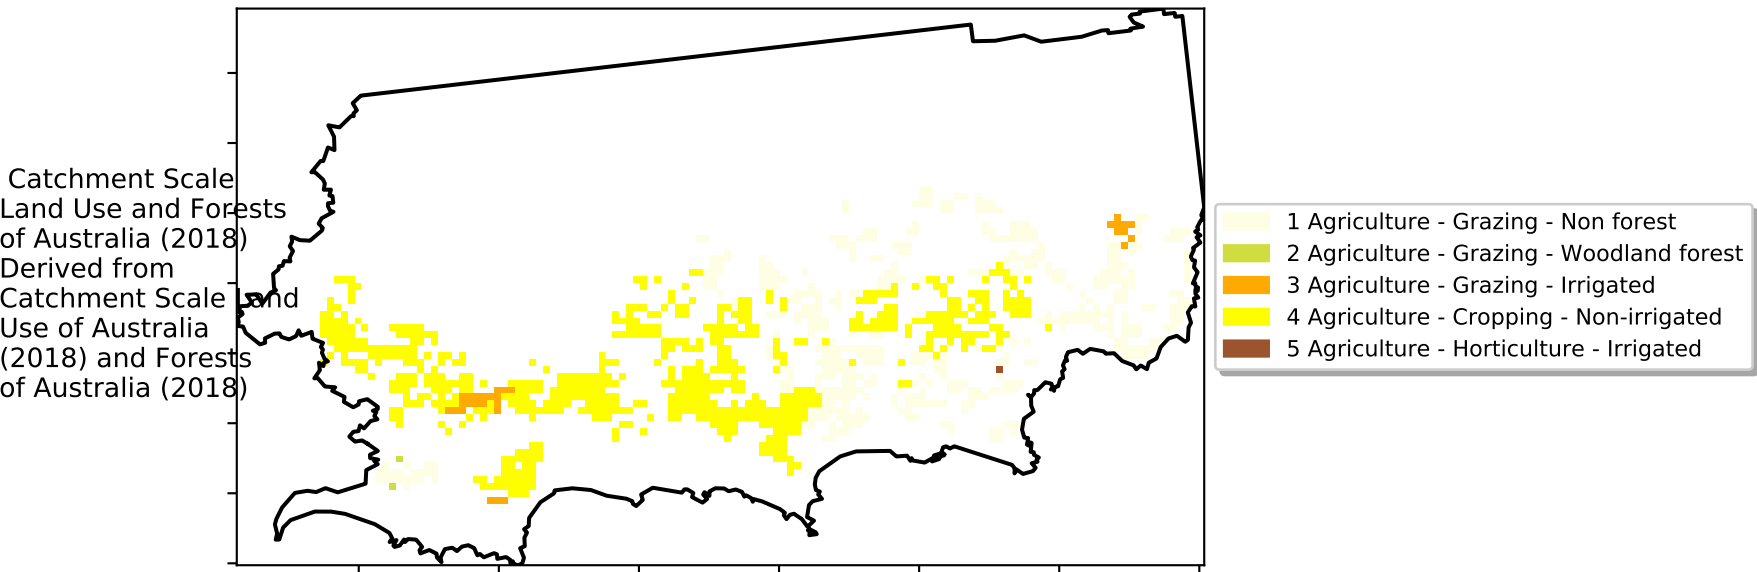 Catchment Scale
Land Use and Forests
of Australia (2018)
Derived from
Catchment Scale Land
Use of Australia
(2018) and Forests
of Australia (2018)
1 Agriculture - Grazing - Non forest
2 Agriculture - Grazing - Woodland forest
3 Agriculture - Grazing - Irrigated
4 Agriculture - Cropping - Non-irrigated
5 Agriculture - Horticulture - Irrigated